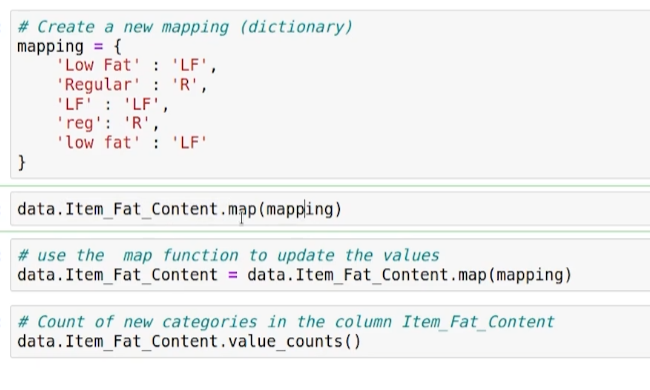 # Create a new mapping (dictionary)
mapping = {
    'Low Fat' : 'LF',
    'Regular' : 'R',
    'LF' : 'LF',
    'reg': 'R',
    'low fat' : 'LF'
}
data.Item_Fat_Content.map(mapping)
# use the  map function to update the values
data.Item_Fat_Content = data.Item_Fat_Content.map(mapping)
# Count of new categories in the column Item_Fat_Content
data.Item_Fat_Content.value_counts()